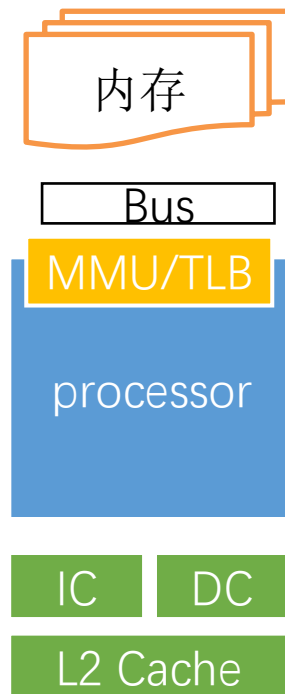 内存
Bus
MMU/TLB
processor
IC DC
L2 Cache